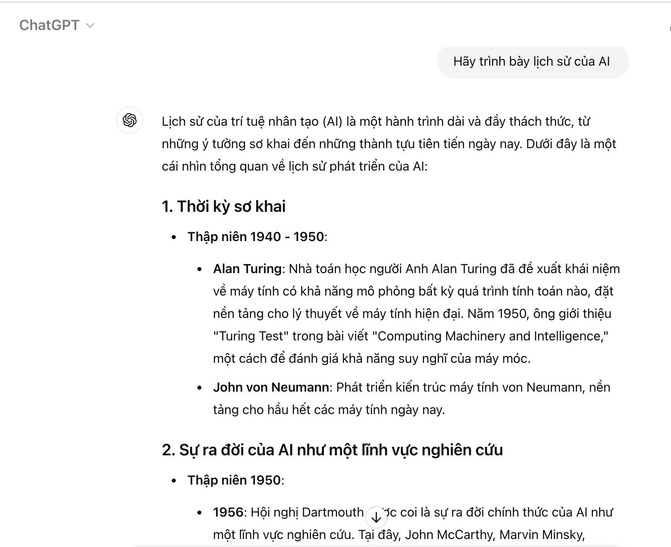 ChatGPT
Hãy trình bày lịch sử của AI
Lịch sử của trí tuệ nhân tạo (AI) là một hành trình dài và đầy thách thức, từ
những ý tưởng sơ khai đến những thành tựu tiên tiến ngày nay. Dưới đây là một
cái nhìn tổng quan về lịch sử phát triển của AI:
1. Thời kỳ sơ khai
• Thập niên 1940 - 1950:
• Alan Turing: Nhà toán học người Anh Alan Turing đã đề xuất khái niệm
về máy tính có khả năng mô phỏng bất kỳ quá trình tính toán nào, đặt
nền tảng cho lý thuyết về máy tính hiện đại. Năm 1950, ông giới thiệu
"Turing Test" trong bài viết "Computing Machinery and Intelligence,"
một cách để đánh giá khả năng suy nghĩ của máy móc.
• John von Neumann: Phát triển kiến trúc máy tính von Neumann, nền
tảng cho hầu hết các máy tính ngày nay.
2. Sự ra đời của AI như một lĩnh vực nghiên cứu
• Thập niên 1950:
• 1956: Hội nghị Dartmouth coi là sự ra đời chính thức của AI như
một lĩnh vực nghiên cứu. Tại đây, John McCarthy, Marvin Minsky,